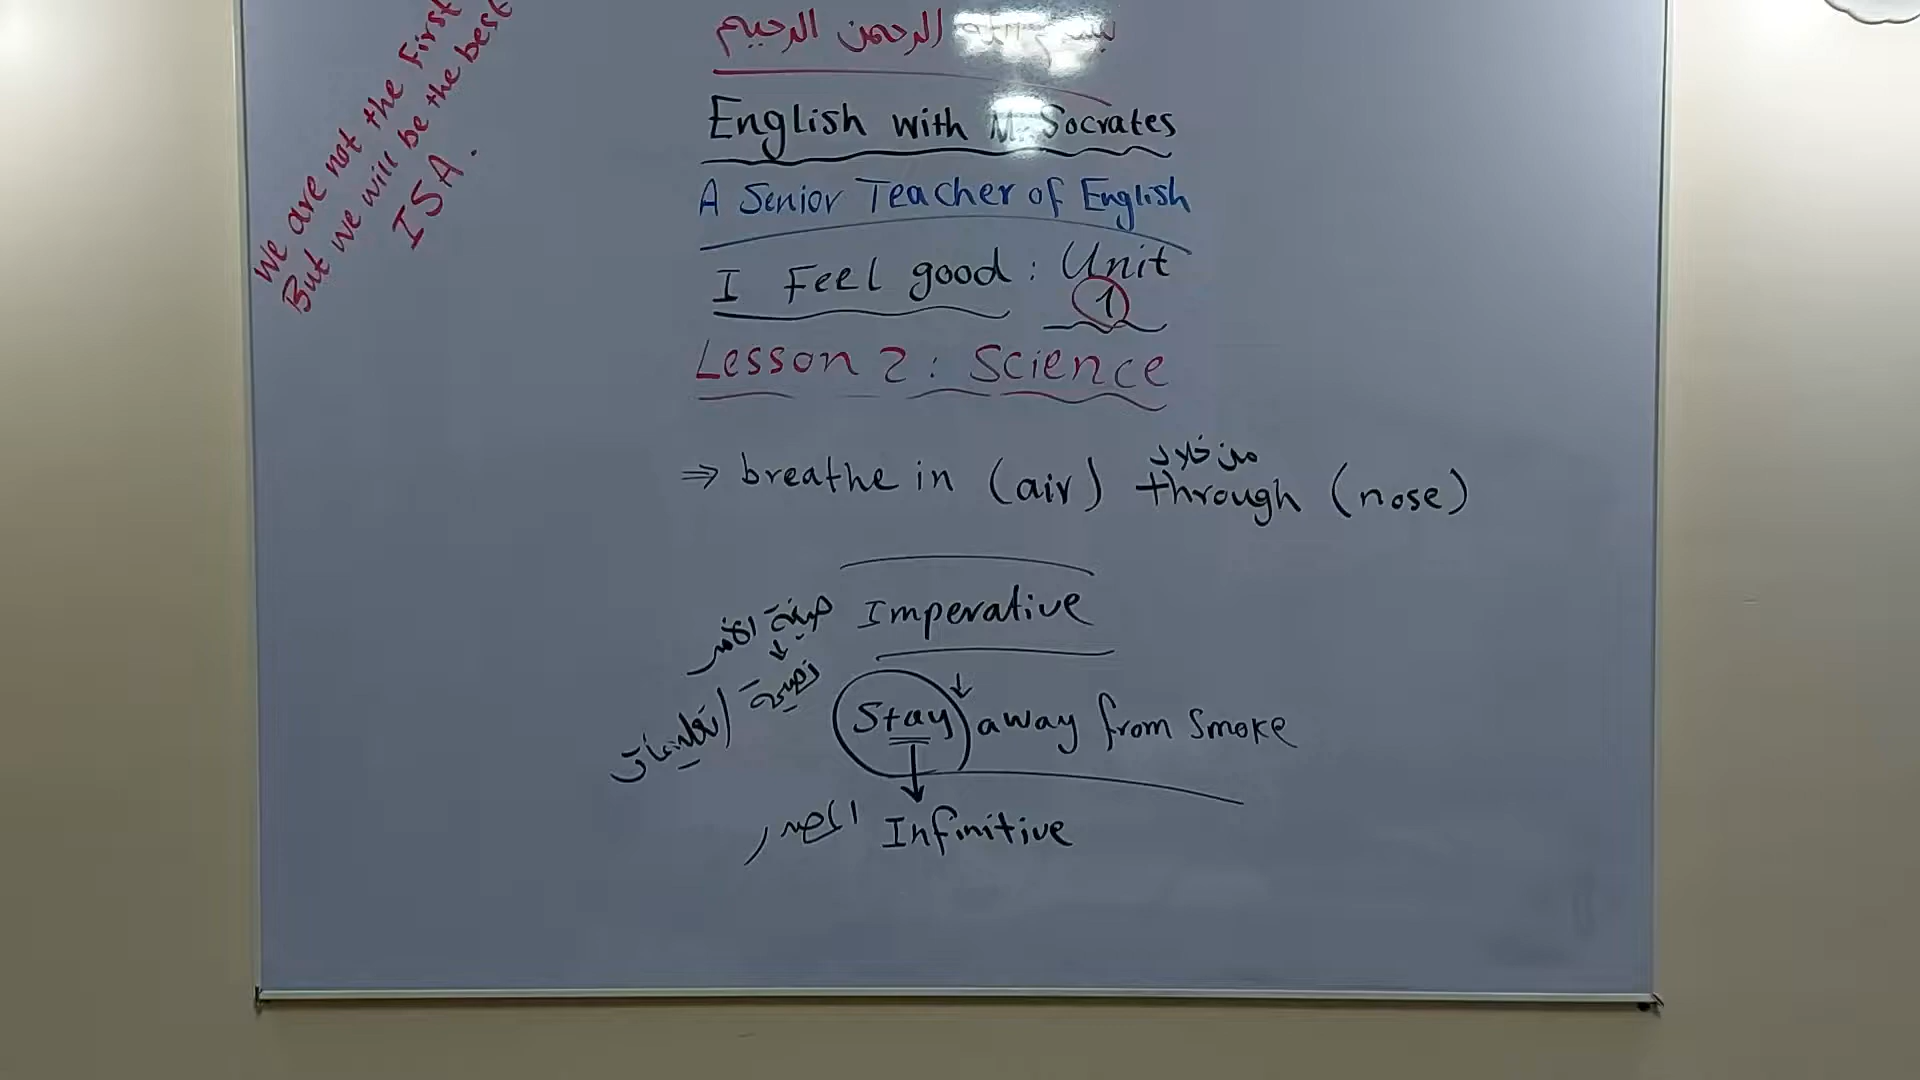 We are not the First
But we will be the best
ISA.
بسم الله الرحمن الرحيم
English with M. Socrates
A Senior Teacher of English
I Feel good : Unit 1
Lesson 2 : Science
من خلال
⇒ breathe in (air) through (nose)
صيغة الأمر Imperative
↓
نصيحة / تعليمات
Stay away from smoke
المصدر Infinitive